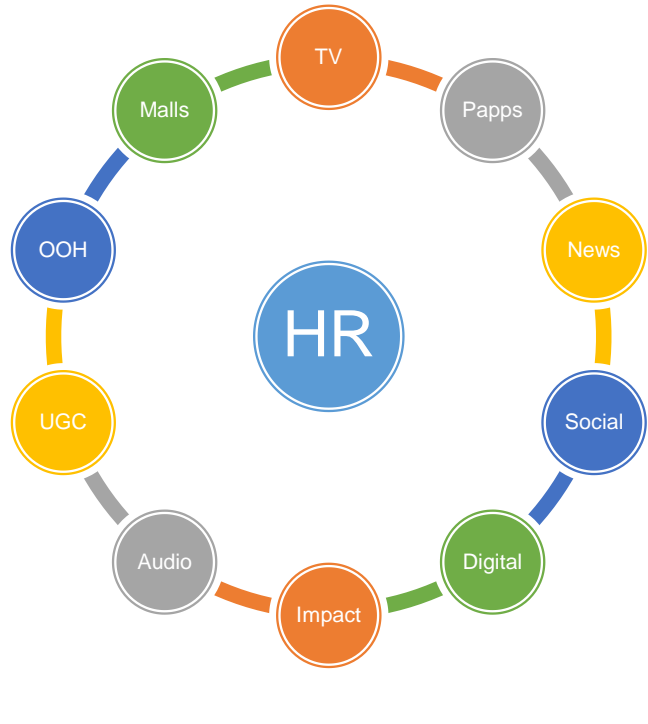 TV
Papps
News
Social
Digital
Impact
Audio
UGC
OOH
Malls
HR